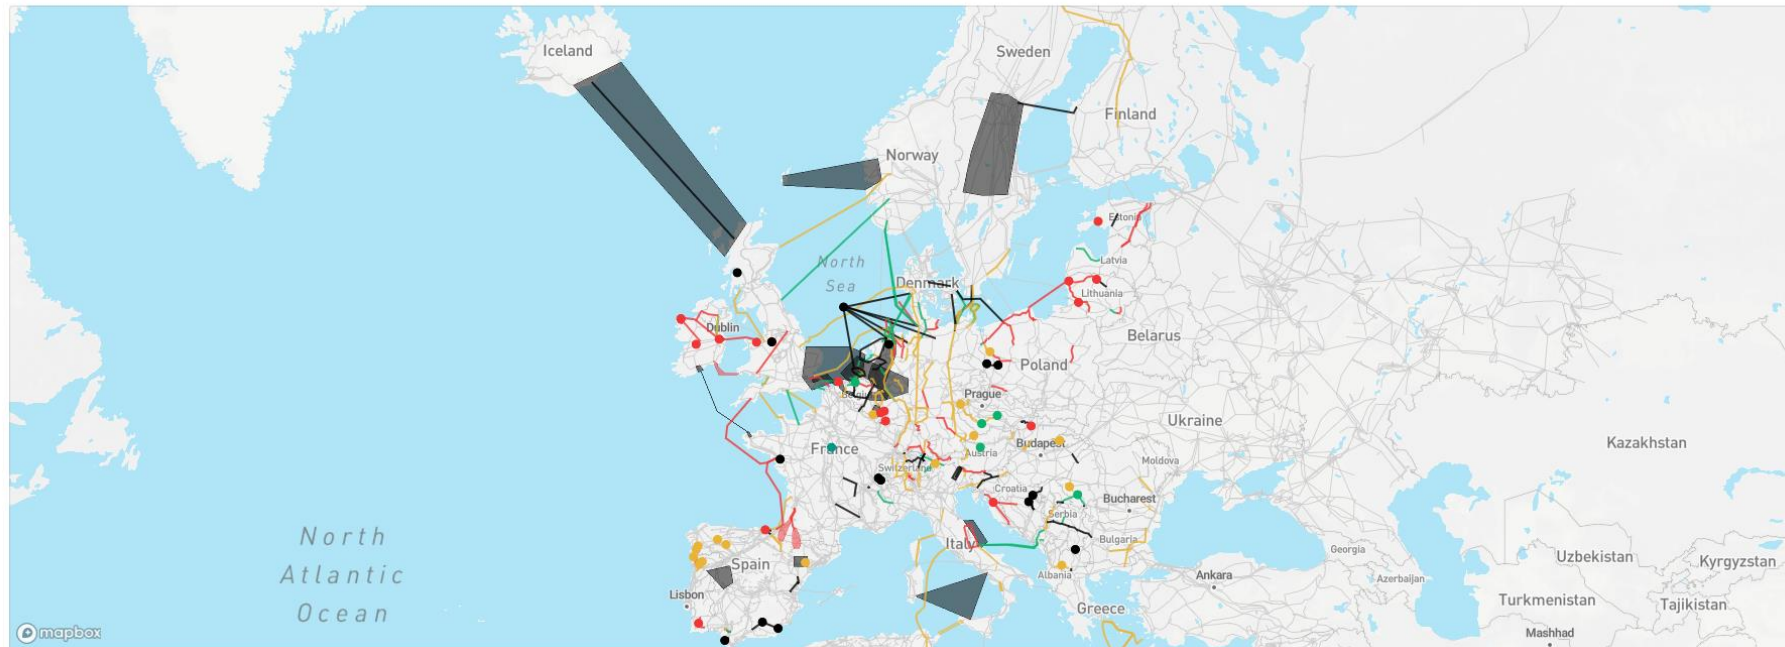 Iceland
Sweden
Finland
Norway
Estonia
North
Sea
Latvia
Denmark
Lithuania
Dublin
Belarus
Poland
Prague
Ukraine
France
Austria
Budapest
Kazakhstan
Switzerland
Moldova
Croatia
Bucharest
Serbia
North
Atlantic
Ocean
Italy
Bulgaria
Georgia
Uzbekistan
Kyrgyzstan
Spain
Albania
Ankara
Azerbaijan
Lisbon
Greece
Turkmenistan
Tajikistan
Mashhad
mapbox